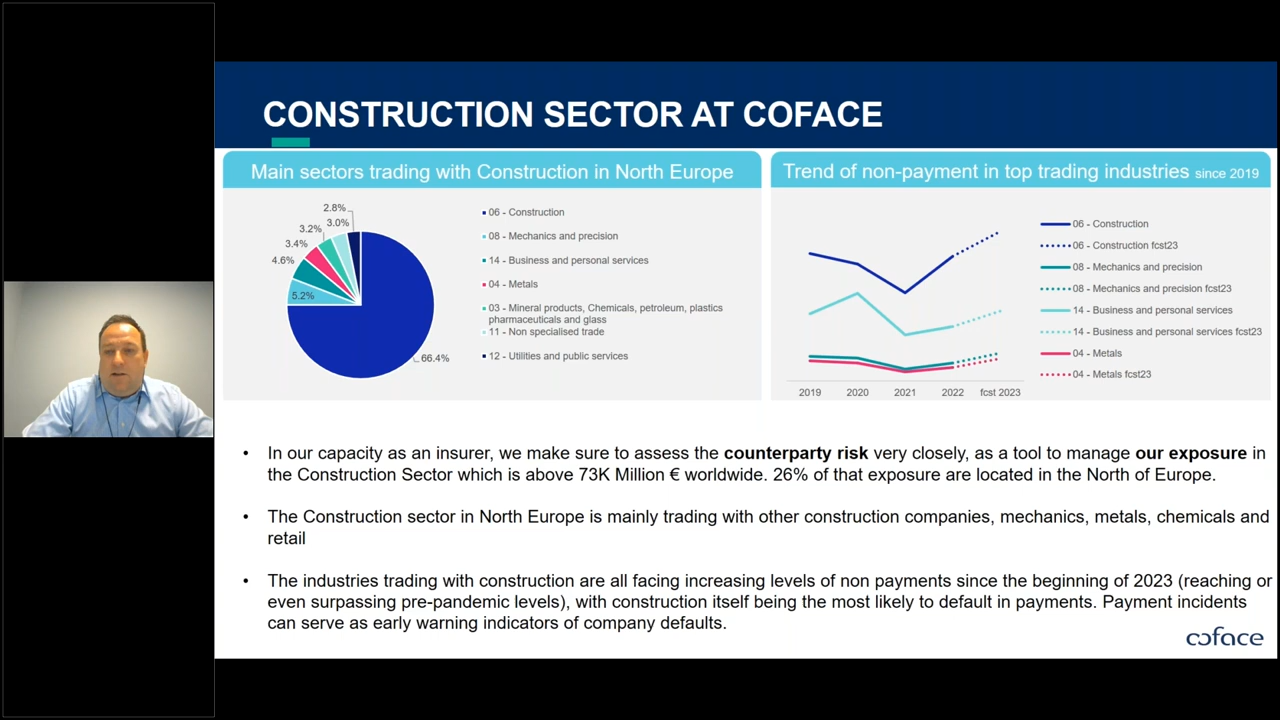 CONSTRUCTION SECTOR AT COFACE
Main sectors trading with Construction in North Europe
2.8%
3.0%
3.2%
3.4%
4.6%
5.2%
66.4%
06 - Construction
08 - Mechanics and precision
14 - Business and personal services
04 - Metals
03 - Mineral products, Chemicals, petroleum, plastics
pharmaceuticals and glass
11 - Non specialised trade
12 - Utilities and public services
Trend of non-payment in top trading industries since 2019
06 - Construction
06 - Construction fcst23
08 - Mechanics and precision
08 - Mechanics and precision fcst23
14 - Business and personal services
14 - Business and personal services fcst23
04 - Metals
04 - Metals fcst23
2019 2020 2021 2022 fcst 2023
• In our capacity as an insurer, we make sure to assess the counterparty risk very closely, as a tool to manage our exposure in
the Construction Sector which is above 73K Million € worldwide. 26% of that exposure are located in the North of Europe.
• The Construction sector in North Europe is mainly trading with other construction companies, mechanics, metals, chemicals and
retail
• The industries trading with construction are all facing increasing levels of non payments since the beginning of 2023 (reaching or
even surpassing pre-pandemic levels), with construction itself being the most likely to default in payments. Payment incidents
can serve as early warning indicators of company defaults.
coface